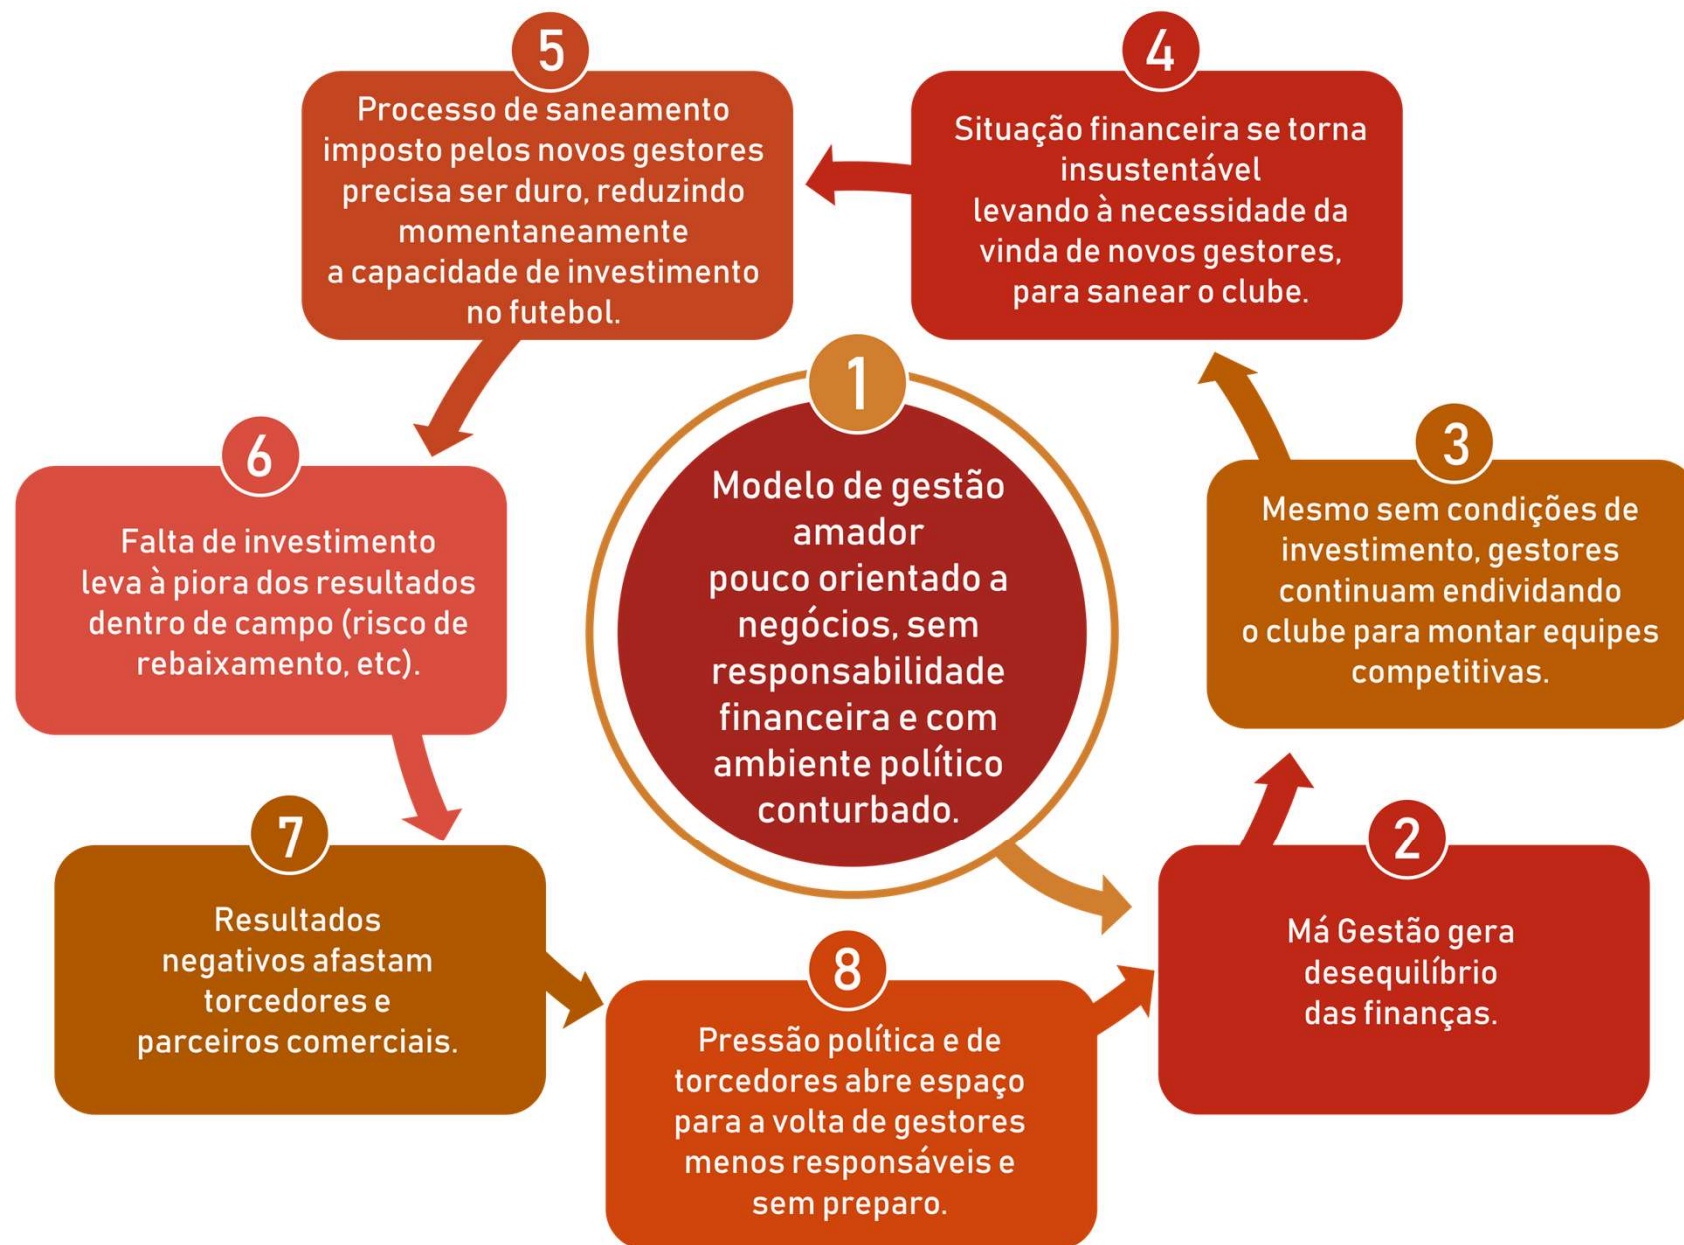 1
Modelo de gestão
amador
pouco orientado a
negócios, sem
responsabilidade
financeira e com
ambiente político
conturbado.
2
Má Gestão gera
desequilíbrio
das finanças.
3
Mesmo sem condições de
investimento, gestores
continuam endividando
o clube para montar equipes
competitivas.
4
Situação financeira se torna
insustentável
levando à necessidade da
vinda de novos gestores,
para sanear o clube.
5
Processo de saneamento
imposto pelos novos gestores
precisa ser duro, reduzindo
momentaneamente
a capacidade de investimento
no futebol.
6
Falta de investimento
leva à piora dos resultados
dentro de campo (risco de
rebaixamento, etc).
7
Resultados
negativos afastam
torcedores e
parceiros comerciais.
8
Pressão política e de
torcedores abre espaço
para a volta de gestores
menos responsáveis e
sem preparo.